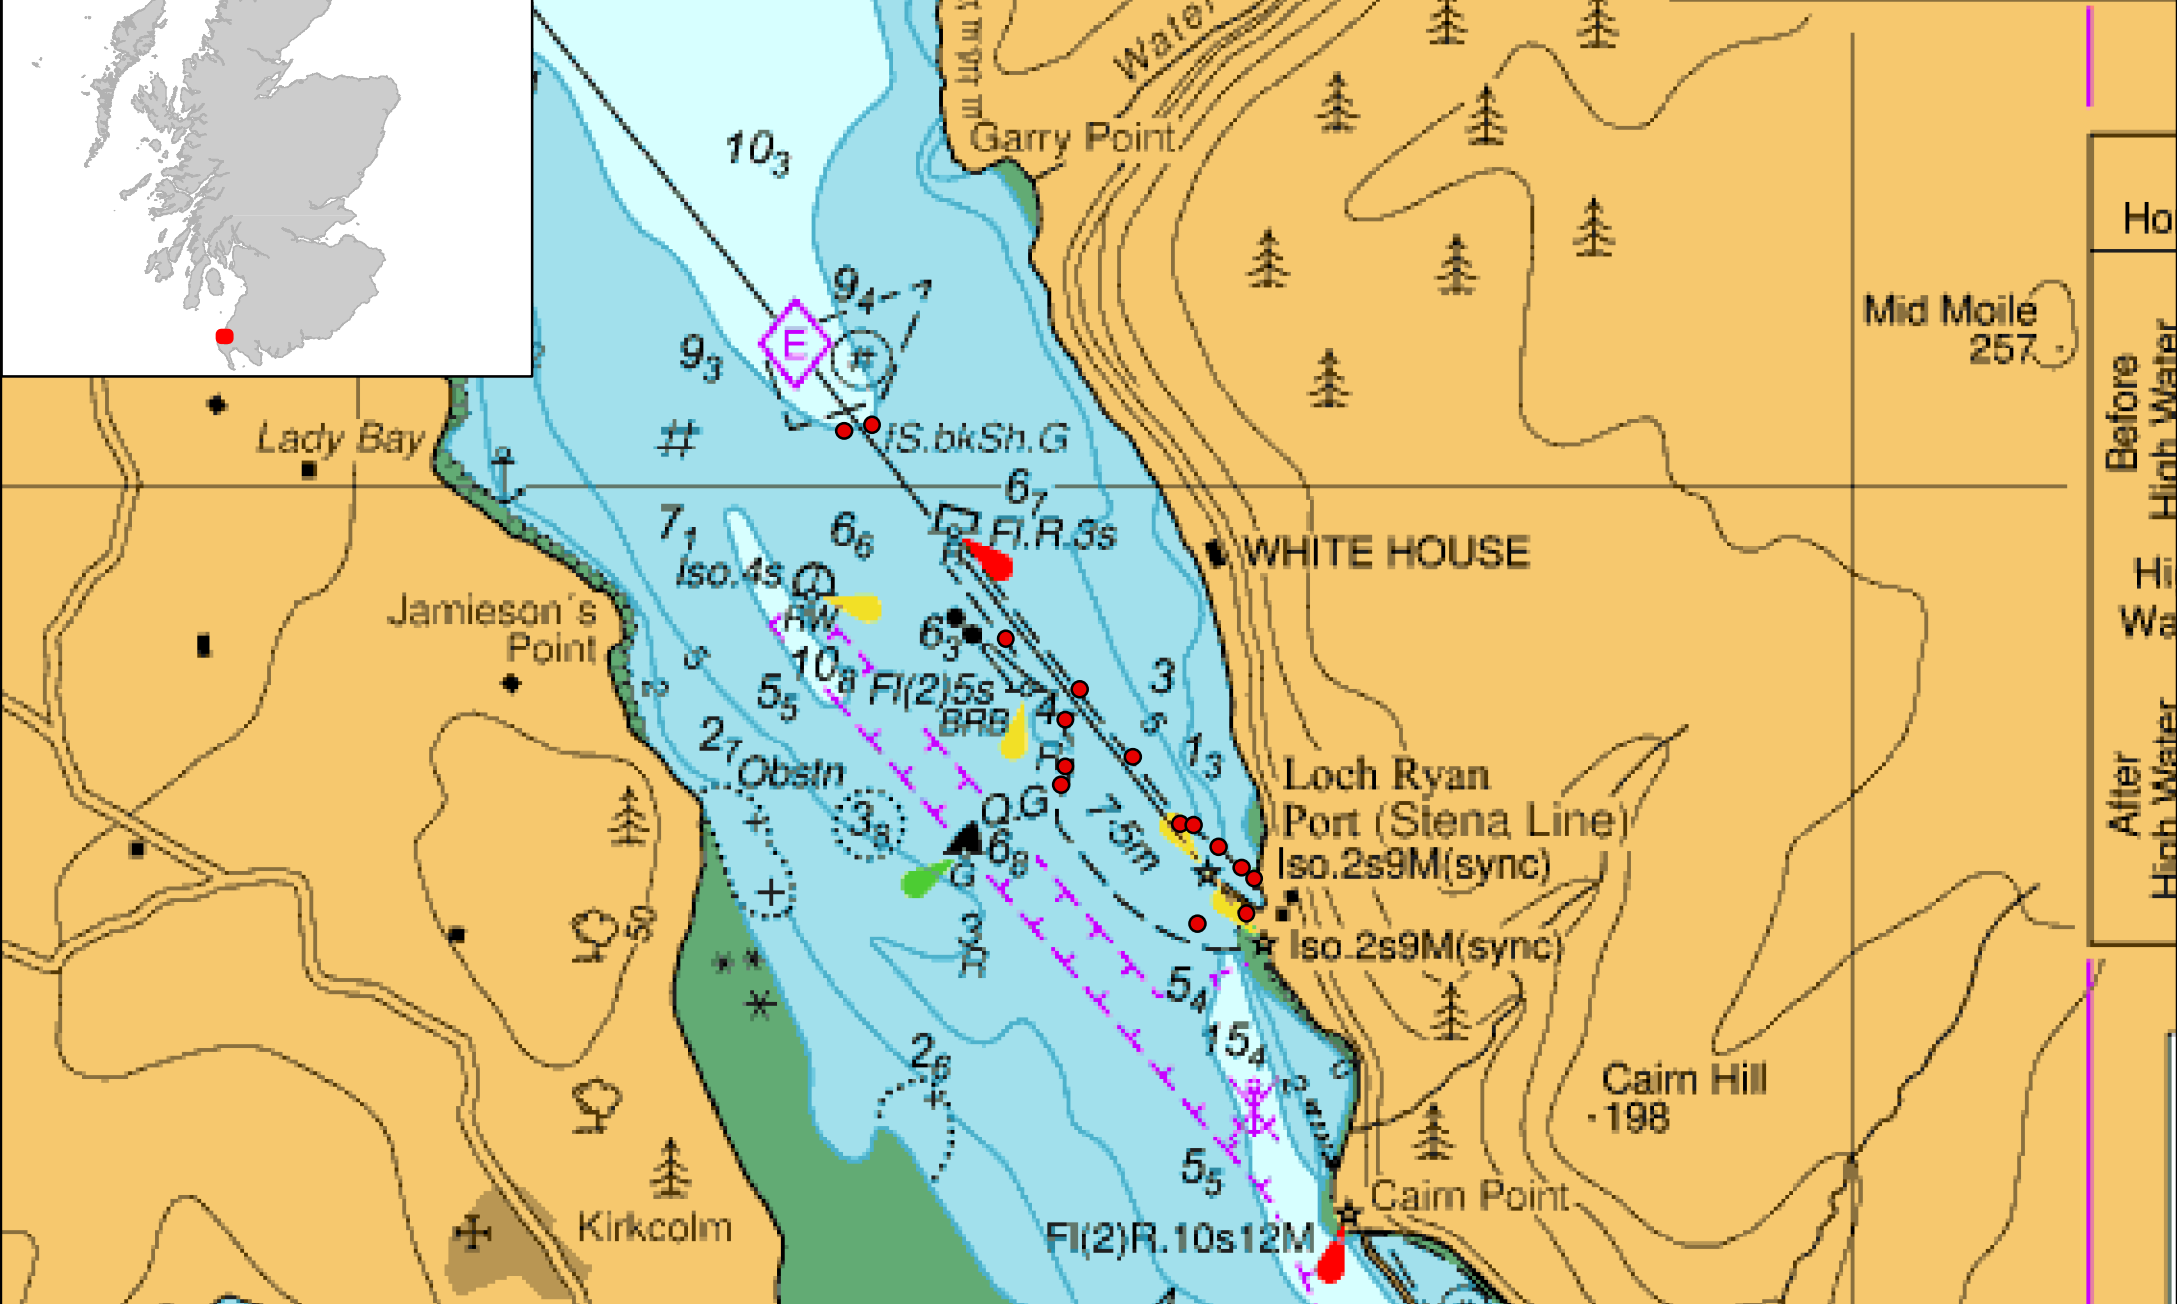 Water
Garry Point
10₃
Ho
9₄
Mid Moile
257
E
9₃
Before
High Water
Lady Bay
fS.bkSh.G
6₇
7₁
6₆
Fl.R.3s
R
WHITE HOUSE
Iso.4s
RW
Jamieson´s
Point
6₃
10₈
3
5₅
Fl(2)5s
BRB
4
5
2₁
1₃
Obstn
Loch Ryan
Port (Stena Line)
After
High Water
Q.G
3₈
7·5m
6₈
G
Iso.2s9M(sync)
50
Iso.2s9M(sync)
5₄
15₄
2₆
Cairn Hill
198
5₅
Cairn Point
Kirkcolm
Fl(2)R.10s12M